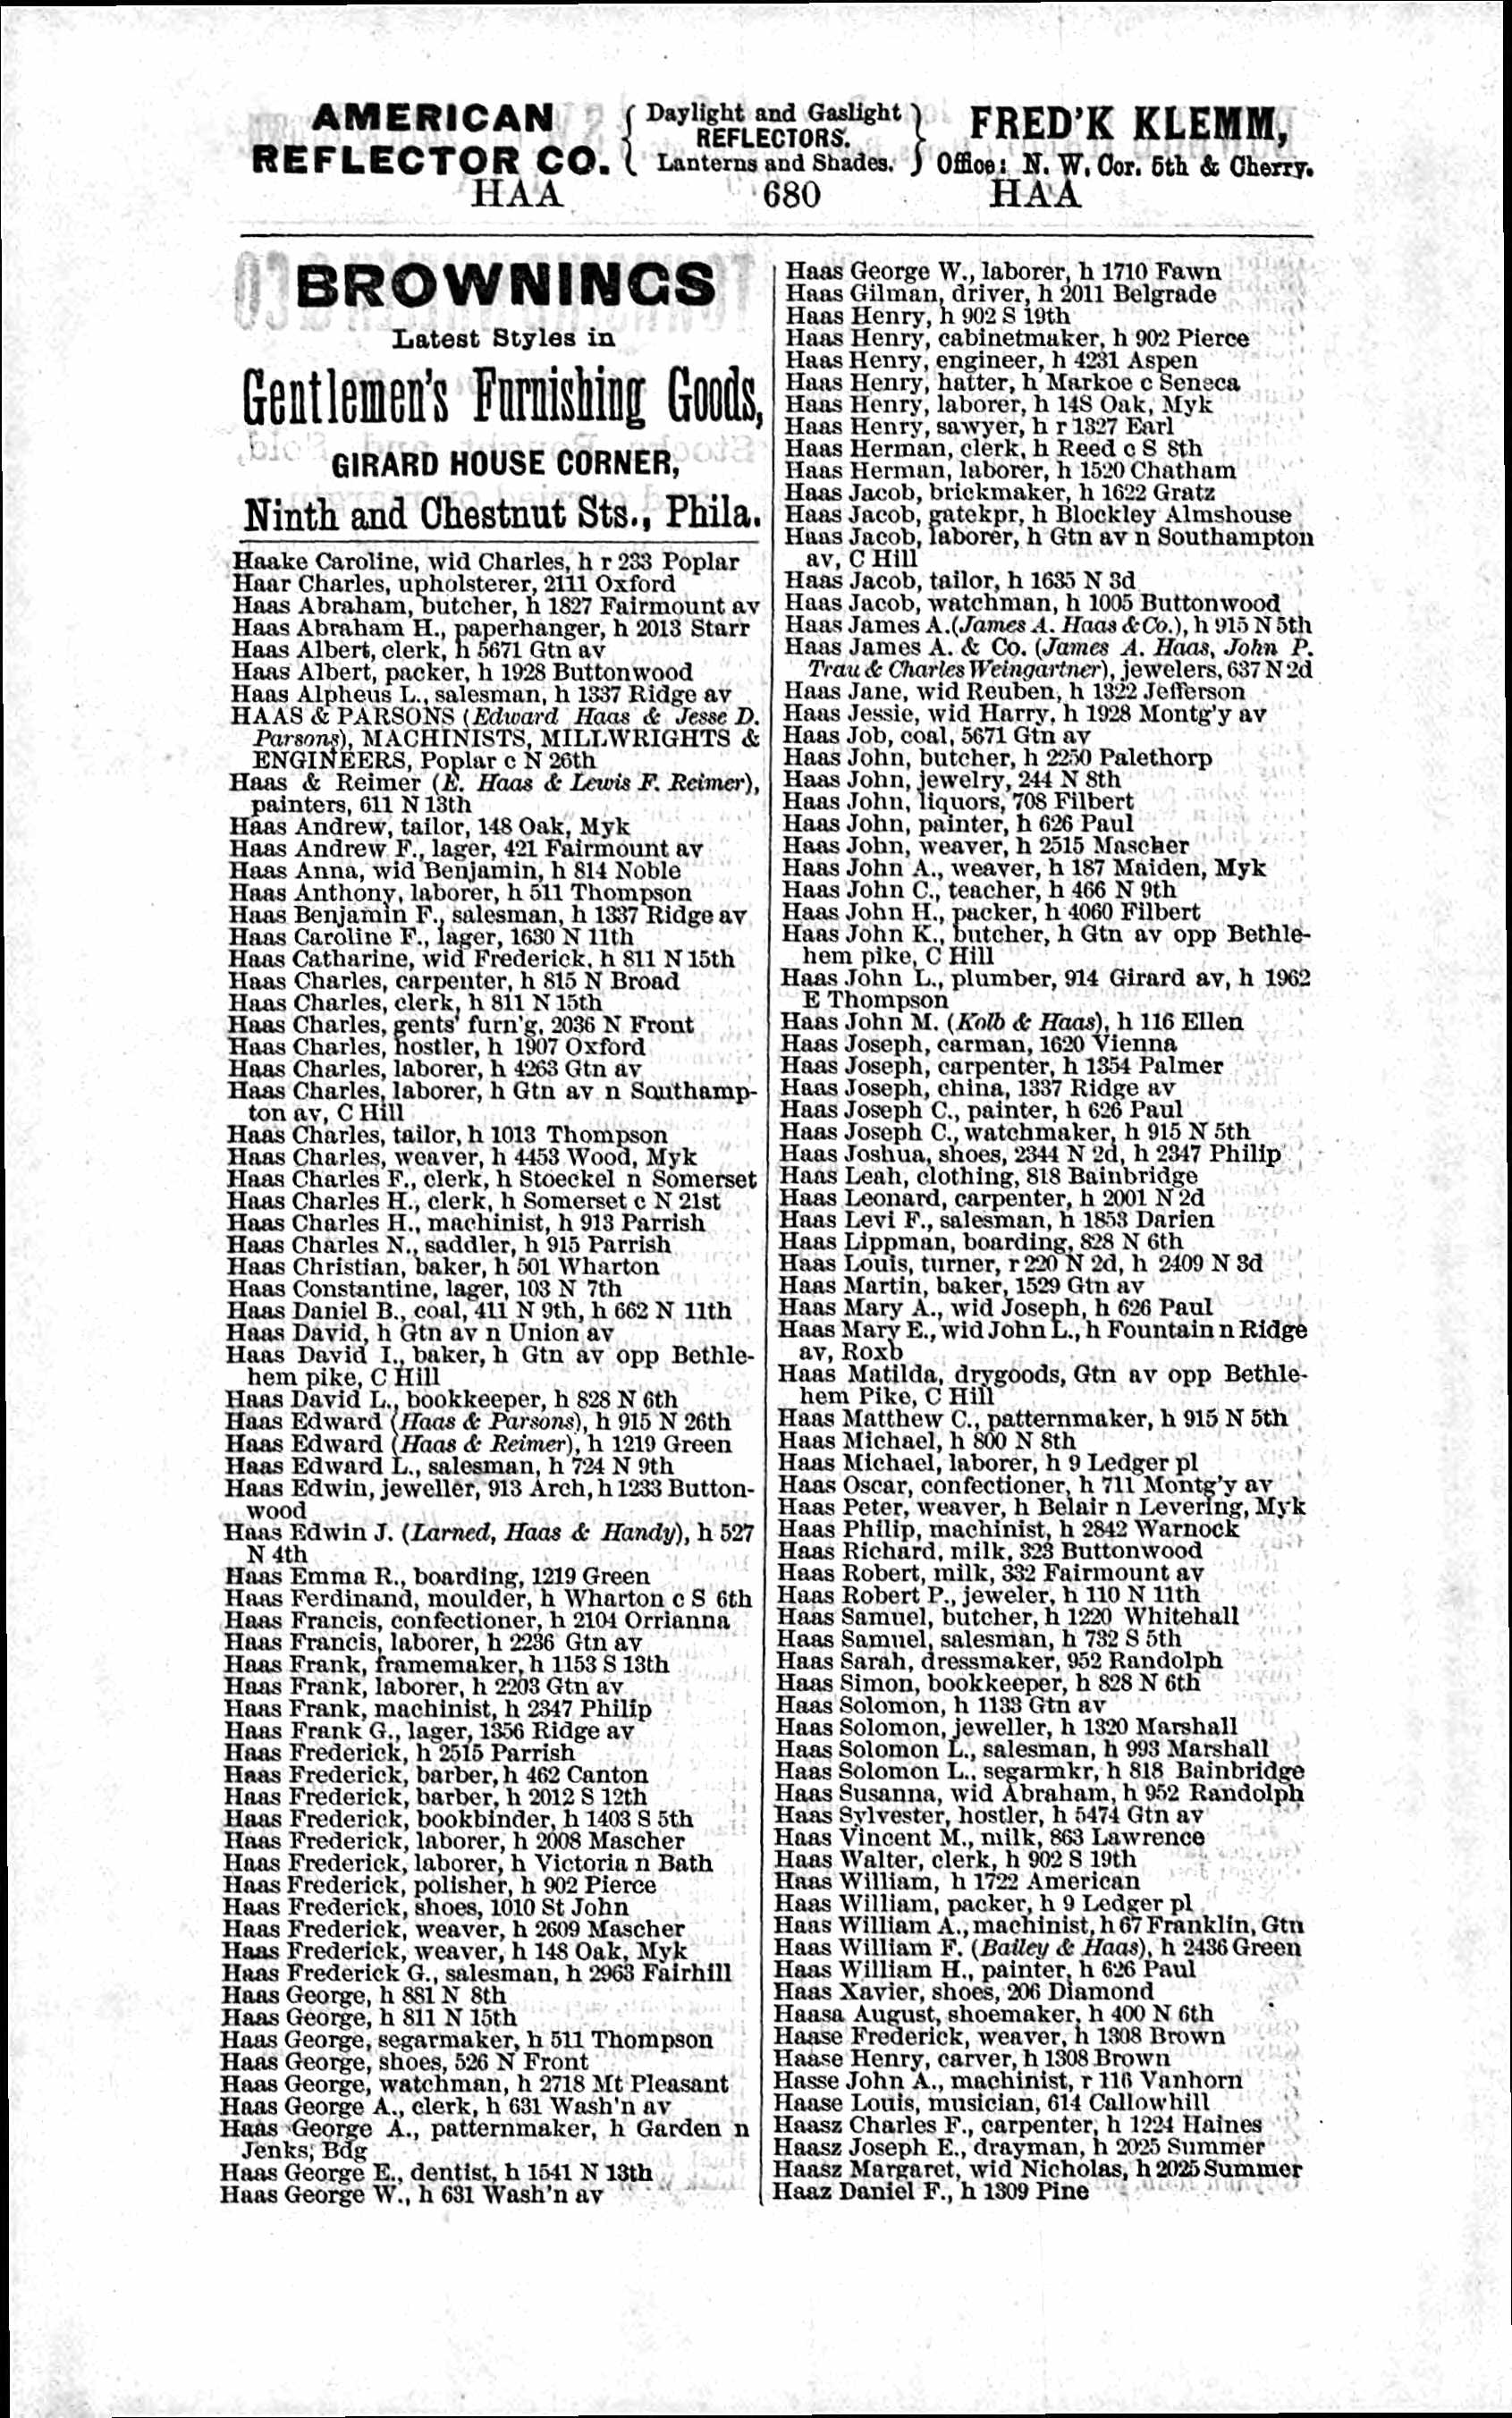 AMERICAN
REFLECTOR CO.
Daylight and Gaslight
REFLECTORS.
Lanterns and Shades.
FRED'K KLEMM,
Office: N. W. Cor. 5th & Cherry.
HAA 680 HAA
BROWNINGS
Latest Styles in
Gentlemen's Furnishing Goods,
GIRARD HOUSE CORNER,
Ninth and Chestnut Sts., Phila.
Haake Caroline, wid Charles, h r 233 Poplar
Haar Charles, upholsterer, 2111 Oxford
Haas Abraham, butcher, h 1827 Fairmount av
Haas Abraham H., paperhanger, h 2013 Starr
Haas Albert, clerk, h 5671 Gtn av
Haas Albert, packer, h 1928 Buttonwood
Haas Alpheus L., salesman, h 1337 Ridge av
HAAS & PARSONS (Edward Haas & Jesse D.
Parsons), MACHINISTS, MILLWRIGHTS &
ENGINEERS, Poplar c N 26th
Haas & Reimer (E. Haas & Lewis F. Reimer),
painters, 611 N 13th
Haas Andrew, tailor, 148 Oak, Myk
Haas Andrew F., lager, 421 Fairmount av
Haas Anna, wid Benjamin, h 814 Noble
Haas Anthony, laborer, h 511 Thompson
Haas Benjamin F., salesman, h 1337 Ridge av
Haas Caroline F., lager, 1630 N 11th
Haas Catharine, wid Frederick, h 811 N 15th
Haas Charles, carpenter, h 815 N Broad
Haas Charles, clerk, h 811 N 15th
Haas Charles, gents' furn'g, 2036 N Front
Haas Charles, hostler, h 1907 Oxford
Haas Charles, laborer, h 4263 Gtn av
Haas Charles, laborer, h Gtn av n Southamp-
ton av, C Hill
Haas Charles, tailor, h 1013 Thompson
Haas Charles, weaver, h 4453 Wood, Myk
Haas Charles F., clerk, h Stoeckel n Somerset
Haas Charles H., clerk, h Somerset c N 21st
Haas Charles H., machinist, h 913 Parrish
Haas Charles N., saddler, h 915 Parrish
Haas Christian, baker, h 501 Wharton
Haas Constantine, lager, 103 N 7th
Haas Daniel B., coal, 411 N 9th, h 662 N 11th
Haas David, h Gtn av n Union av
Haas David I., baker, h Gtn av opp Bethle-
hem pike, C Hill
Haas David L., bookkeeper, h 828 N 6th
Haas Edward (Haas & Parsons), h 915 N 26th
Haas Edward (Haas & Reimer), h 1219 Green
Haas Edward L., salesman, h 724 N 9th
Haas Edwin, jeweller, 913 Arch, h 1233 Button-
wood
Haas Edwin J. (Larned, Haas & Handy), h 527
N 4th
Haas Emma R., boarding, 1219 Green
Haas Ferdinand, moulder, h Wharton c S 6th
Haas Francis, confectioner, h 2104 Orrianna
Haas Francis, laborer, h 2236 Gtn av
Haas Frank, framemaker, h 1153 S 13th
Haas Frank, laborer, h 2203 Gtn av
Haas Frank, machinist, h 2347 Philip
Haas Frank G., lager, 1356 Ridge av
Haas Frederick, h 2515 Parrish
Haas Frederick, barber, h 462 Canton
Haas Frederick, barber, h 2012 S 12th
Haas Frederick, bookbinder, h 1403 S 5th
Haas Frederick, laborer, h 2008 Mascher
Haas Frederick, laborer, h Victoria n Bath
Haas Frederick, polisher, h 902 Pierce
Haas Frederick, shoes, 1010 St John
Haas Frederick, weaver, h 2609 Mascher
Haas Frederick, weaver, h 148 Oak, Myk
Haas Frederick G., salesman, h 2963 Fairhill
Haas George, h 881 N 8th
Haas George, h 811 N 15th
Haas George, segarmaker, h 511 Thompson
Haas George, shoes, 526 N Front
Haas George, watchman, h 2718 Mt Pleasant
Haas George A., clerk, h 631 Wash'n av
Haas George A., patternmaker, h Garden n
Jenks, Bdg
Haas George E., dentist, h 1541 N 13th
Haas George W., h 631 Wash'n av
Haas George W., laborer, h 1710 Fawn
Haas Gilman, driver, h 2011 Belgrade
Haas Henry, h 902 S 19th
Haas Henry, cabinetmaker, h 902 Pierce
Haas Henry, engineer, h 4231 Aspen
Haas Henry, hatter, h Markoe c Seneca
Haas Henry, laborer, h 148 Oak, Myk
Haas Henry, sawyer, h r 1327 Earl
Haas Herman, clerk, h Reed c S 8th
Haas Herman, laborer, h 1520 Chatham
Haas Jacob, brickmaker, h 1622 Gratz
Haas Jacob, gatekpr, h Blockley Almshouse
Haas Jacob, laborer, h Gtn av n Southampton
av, C Hill
Haas Jacob, tailor, h 1635 N 3d
Haas Jacob, watchman, h 1005 Buttonwood
Haas James A. (James A. Haas & Co.), h 915 N 5th
Haas James A. & Co. (James A. Haas, John P.
Trau & Charles Weingartner), jewelers, 637 N 2d
Haas Jane, wid Reuben, h 1322 Jefferson
Haas Jessie, wid Harry, h 1928 Montg'y av
Haas Job, coal, 5671 Gtn av
Haas John, butcher, h 2250 Palethorp
Haas John, jewelry, 244 N 8th
Haas John, liquors, 708 Filbert
Haas John, painter, h 626 Paul
Haas John, weaver, h 2515 Mascher
Haas John A., weaver, h 187 Maiden, Myk
Haas John C., teacher, h 466 N 9th
Haas John H., packer, h 4060 Filbert
Haas John K., butcher, h Gtn av opp Bethle-
hem pike, C Hill
Haas John L., plumber, 914 Girard av, h 1962
E Thompson
Haas John M. (Kolb & Haas), h 116 Ellen
Haas Joseph, carman, 1620 Vienna
Haas Joseph, carpenter, h 1354 Palmer
Haas Joseph, china, 1337 Ridge av
Haas Joseph C., painter, h 626 Paul
Haas Joseph C., watchmaker, h 915 N 5th
Haas Joshua, shoes, 2344 N 2d, h 2347 Philip
Haas Leah, clothing, 818 Bainbridge
Haas Leonard, carpenter, h 2001 N 2d
Haas Levi F., salesman, h 1853 Darien
Haas Lippman, boarding, 828 N 6th
Haas Louis, turner, r 220 N 2d, h 2409 N 3d
Haas Martin, baker, 1529 Gtn av
Haas Mary A., wid Joseph, h 626 Paul
Haas Mary E., wid John L., h Fountain n Ridge
av, Roxb
Haas Matilda, drygoods, Gtn av opp Bethle-
hem Pike, C Hill
Haas Matthew C., patternmaker, h 915 N 5th
Haas Michael, h 800 N 8th
Haas Michael, laborer, h 9 Ledger pl
Haas Oscar, confectioner, h 711 Montg'y av
Haas Peter, weaver, h Belair n Levering, Myk
Haas Philip, machinist, h 2842 Warnock
Haas Richard, milk, 323 Buttonwood
Haas Robert, milk, 332 Fairmount av
Haas Robert P., jeweler, h 110 N 11th
Haas Samuel, butcher, h 1220 Whitehall
Haas Samuel, salesman, h 732 S 5th
Haas Sarah, dressmaker, 952 Randolph
Haas Simon, bookkeeper, h 828 N 6th
Haas Solomon, h 1133 Gtn av
Haas Solomon, jeweller, h 1320 Marshall
Haas Solomon L., salesman, h 993 Marshall
Haas Solomon L., segarmkr, h 818 Bainbridge
Haas Susanna, wid Abraham, h 952 Randolph
Haas Sylvester, hostler, h 5474 Gtn av
Haas Vincent M., milk, 863 Lawrence
Haas Walter, clerk, h 902 S 19th
Haas William, h 1722 American
Haas William, packer, h 9 Ledger pl
Haas William A., machinist, h 67 Franklin, Gtn
Haas William F. (Bailey & Haas), h 2436 Green
Haas William H., painter, h 626 Paul
Haas Xavier, shoes, 206 Diamond
Haasa August, shoemaker, h 400 N 6th
Haase Frederick, weaver, h 1308 Brown
Haase Henry, carver, h 1308 Brown
Hasse John A., machinist, r 116 Vanhorn
Haase Louis, musician, 614 Callowhill
Haasz Charles F., carpenter, h 1224 Haines
Haasz Joseph E., drayman, h 2025 Summer
Haasz Margaret, wid Nicholas, h 2025 Summer
Haaz Daniel F., h 1309 Pine